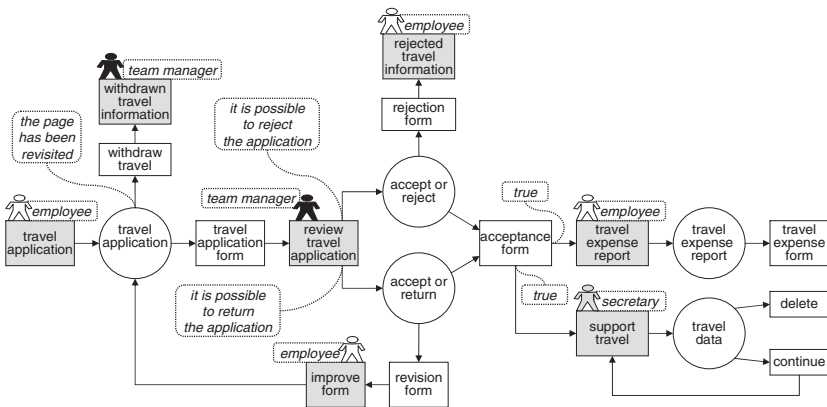 employee
rejected
travel
information
team manager
withdrawn
travel
information
it is possible
to reject
the application
rejection
form
the page
has been
revisited
withdraw
travel
employee
travel
application
travel
application
travel
application
form
team manager
review
travel
application
accept or
reject
acceptance
form
true
employee
travel
expense
report
travel
expense
report
travel
expense
form
it is possible
to return
the application
accept or
return
true
secretary
support
travel
travel
data
delete
continue
employee
improve
form
revision
form